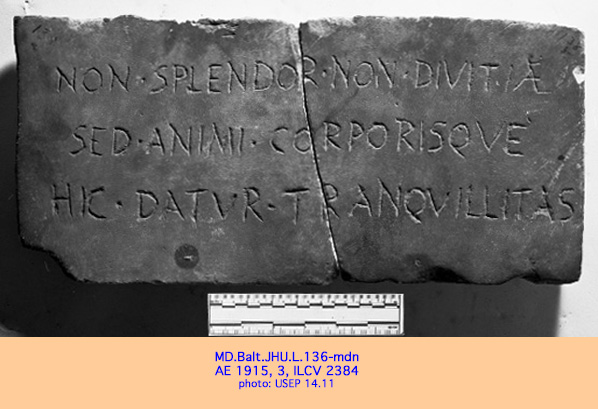 NON · SPLENDOR · NON · DIVITIÆ
SED · ANIMI · CORPORISQVE
HIC · DATVR · TRANQVILLITAS
MD.Balt.JHU.L.136-mdn
AE 1915, 3, ILCV 2384
photo: USEP 14.11